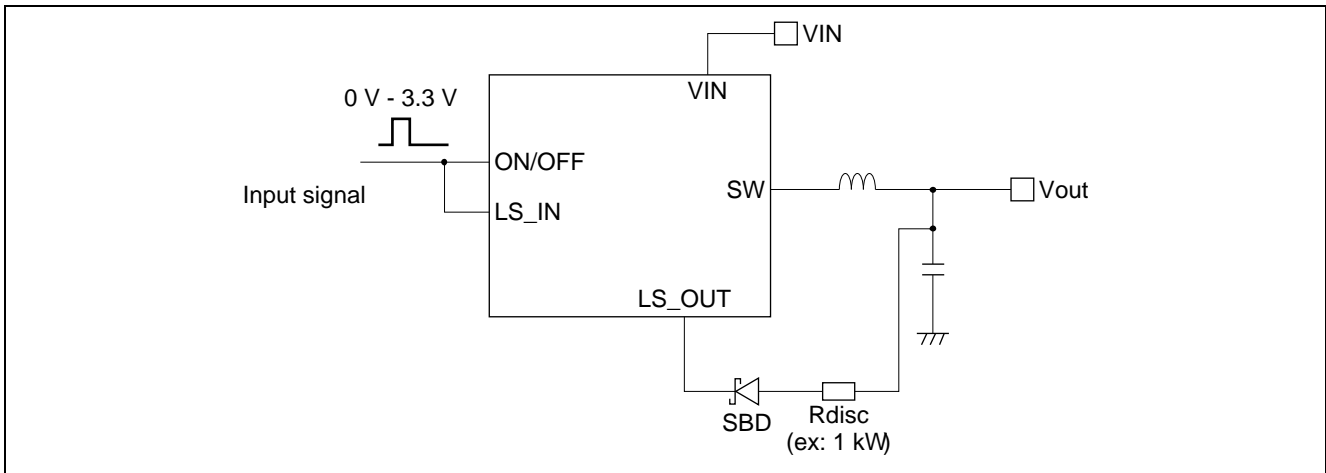 VIN
VIN
0 V - 3.3 V
ON/OFF
SW
Vout
Input signal
LS_IN
LS_OUT
SBD
Rdisc
(ex: 1 kW)